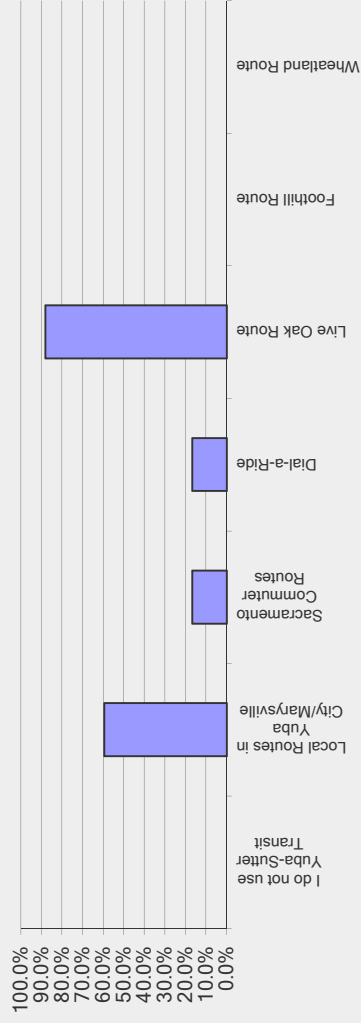 100.0%
90.0%
80.0%
70.0%
60.0%
50.0%
40.0%
30.0%
20.0%
10.0%
0.0%
I do not use
Yuba-Sutter
Transit
Local Routes in
Yuba
City/Marysville
Sacramento
Commuter
Routes
Dial-a-Ride
Live Oak Route
Foothill Route
Wheatland Route